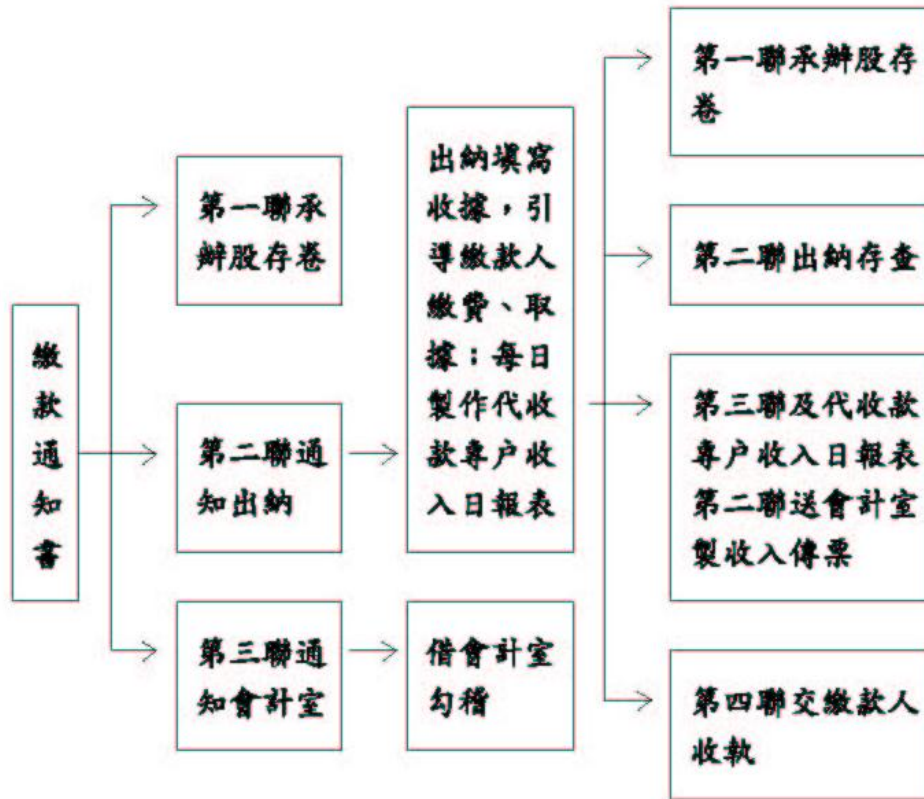 繳
款
通
知
書
第一聯承
辦股存卷
第二聯通
知出納
第三聯通
知會計室
出納填寫
收據，引
導繳款人
繳費、取
據；每日
製作代收
款專戶收
入日報表
借會計室
勾稽
第一聯承辦股存
卷
第二聯出納存查
第三聯及代收款
專戶收入日報表
第二聯送會計室
製收入傳票
第四聯交繳款人
收執